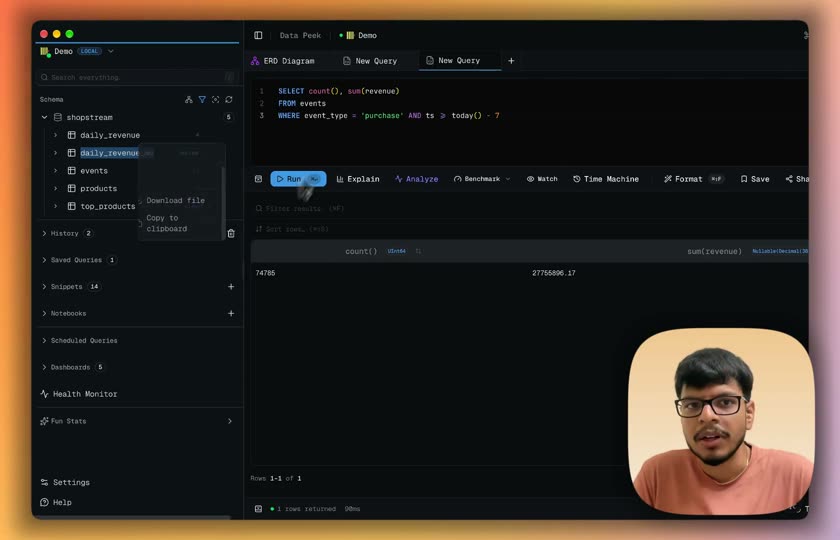 Data Peek
Demo
Demo LOCAL
ERD Diagram
New Query
New Query
Search everything.
Schema
shopstream 5
daily_revenue
daily_revenue
events
products
top_products
Download file
Copy to
clipboard
History 2
Saved Queries 1
Snippets 14
Notebooks
Scheduled Queries
Dashboards 5
Health Monitor
Fun Stats
Settings
Help
1 SELECT count(), sum(revenue)
2 FROM events
3 WHERE event_type = 'purchase' AND ts ⩾ today() - 7
Run
Explain
Analyze
Benchmark
Watch
Time Machine
Format
Save
Sha
Filter results. (⌘F)
Sort rows…
count() UInt64
sum(revenue) Nullable(Decimal(38
74785
27755896.17
Rows 1-1 of 1
1 rows returned 90ms